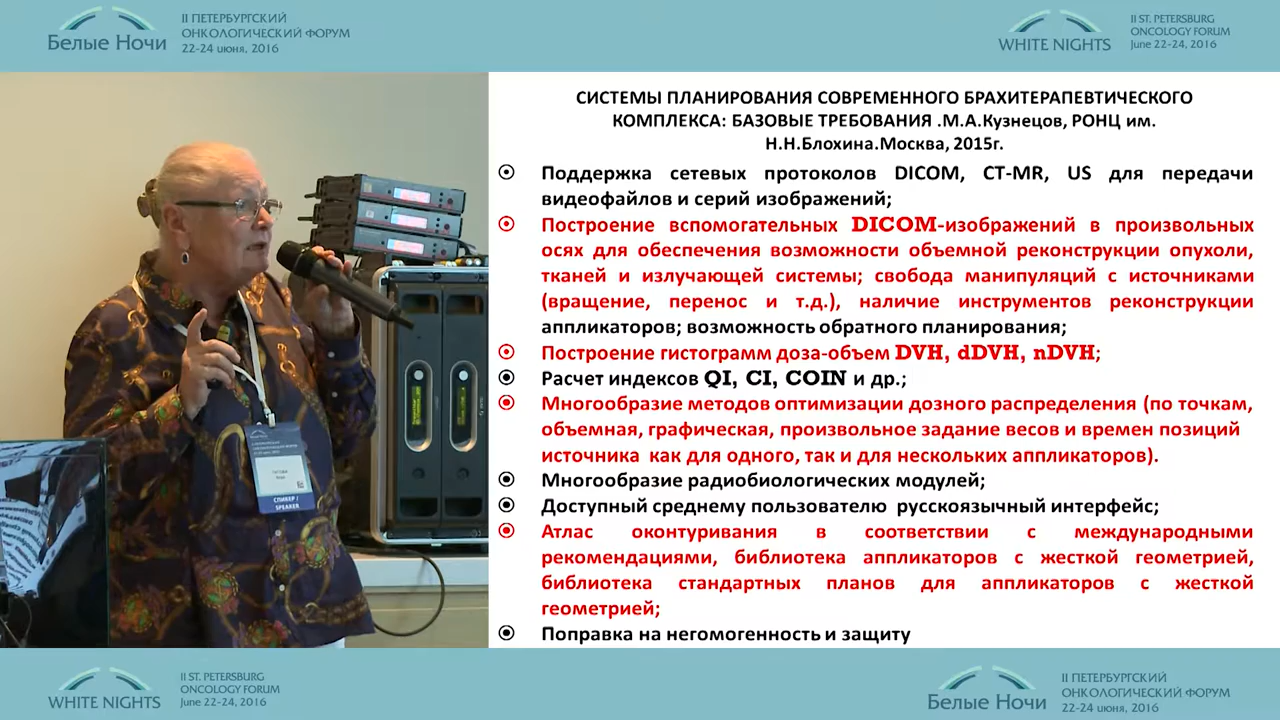 Белые Ночи
II ПЕТЕРБУРГСКИЙ
ОНКОЛОГИЧЕСКИЙ ФОРУМ
22-24 июня, 2016
WHITE NIGHTS
II ST. PETERSBURG
ONCOLOGY FORUM
June 22-24, 2016
СИСТЕМЫ ПЛАНИРОВАНИЯ СОВРЕМЕННОГО БРАХИТЕРАПЕВТИЧЕСКОГО
КОМПЛЕКСА: БАЗОВЫЕ ТРЕБОВАНИЯ .М.А.Кузнецов, РОНЦ им.
Н.Н.Блохина.Москва, 2015г.
Поддержка сетевых протоколов DICOM, CT-MR, US для передачи
видеофайлов и серий изображений;
Построение вспомогательных DICOM-изображений в произвольных
осях для обеспечения возможности объемной реконструкции опухоли,
тканей и излучающей системы; свобода манипуляций с источниками
(вращение, перенос и т.д.), наличие инструментов реконструкции
аппликаторов; возможность обратного планирования;
Построение гистограмм доза-объем DVH, dDVH, nDVH;
Расчет индексов QI, CI, COIN и др.;
Многообразие методов оптимизации дозного распределения (по точкам,
объемная, графическая, произвольное задание весов и времен позиций
источника как для одного, так и для нескольких аппликаторов).
Многообразие радиобиологических модулей;
Доступный среднему пользователю русскоязычный интерфейс;
Атлас оконтуривания в соответствии с международными
рекомендациями, библиотека аппликаторов с жесткой геометрией,
библиотека стандартных планов для аппликаторов с жесткой
геометрией;
Поправка на негомогенность и защиту
СПИКЕР /
SPEAKER
WHITE NIGHTS
II ST. PETERSBURG
ONCOLOGY FORUM
June 22-24, 2016
Белые Ночи
II ПЕТЕРБУРГСКИЙ
ОНКОЛОГИЧЕСКИЙ ФОРУМ
22-24 июня, 2016